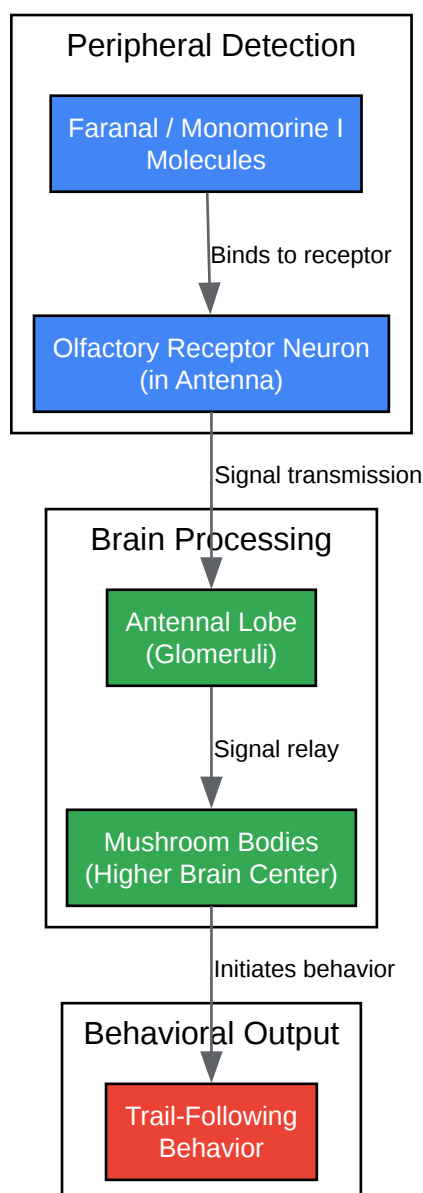 Peripheral Detection
Faranal / Monomorine I
Molecules
Binds to receptor
Olfactory Receptor Neuron
(in Antenna)
Signal transmission
Brain Processing
Antennal Lobe
(Glomeruli)
Signal relay
Mushroom Bodies
(Higher Brain Center)
Initiates behavior
Behavioral Output
Trail-Following
Behavior